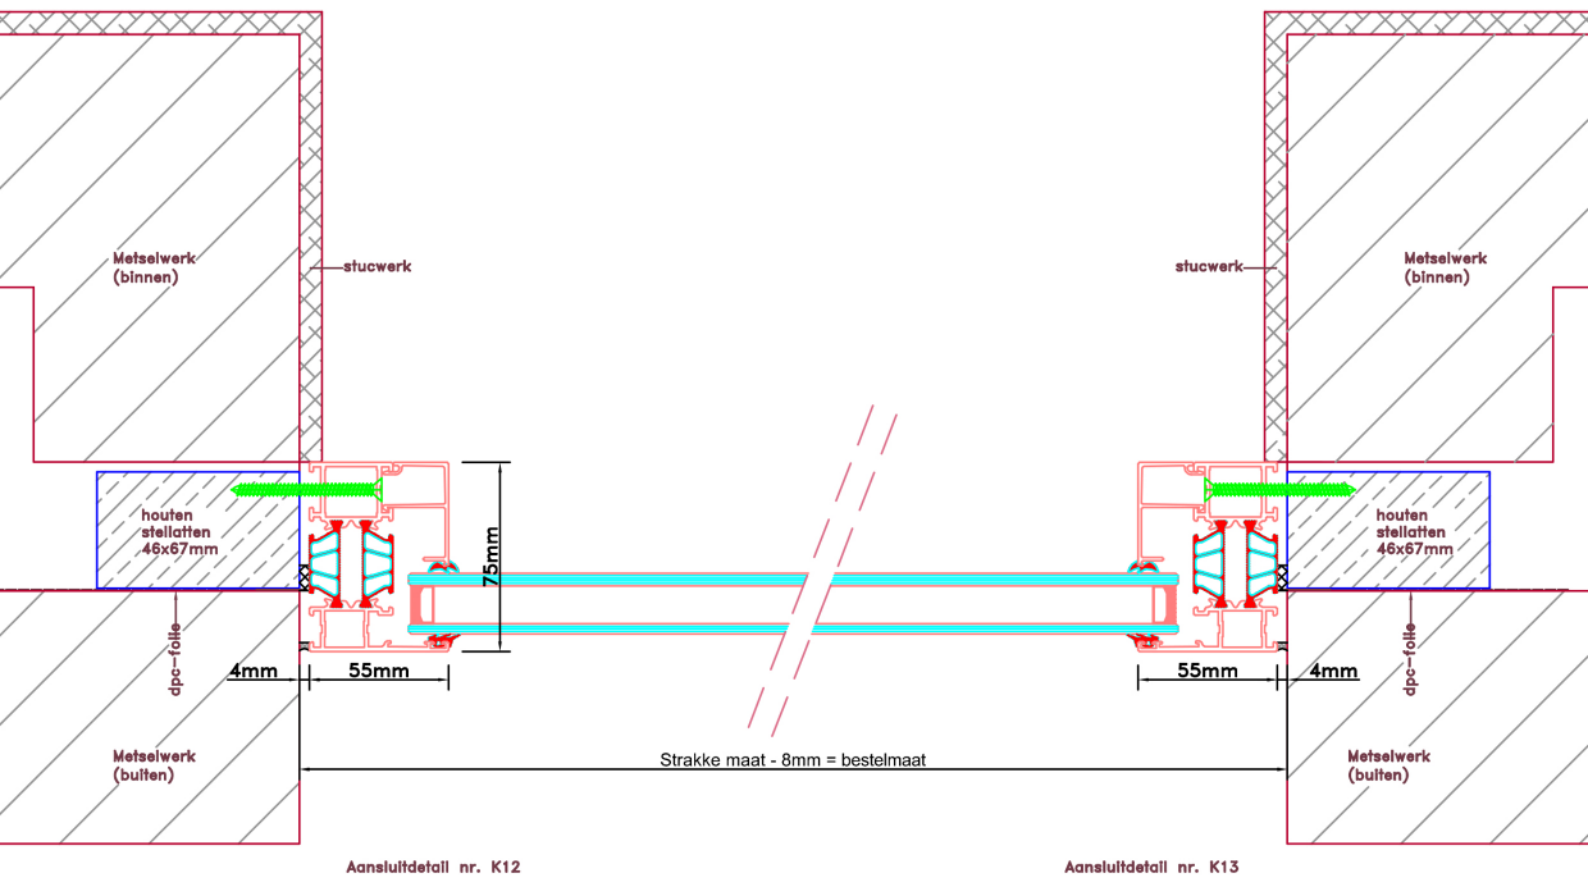 Metselwerk
(binnen)
stucwerk
stucwerk
Metselwerk
(binnen)
houten
stellatten
46x67mm
75mm
houten
stellatten
46x67mm
dpc-folie
4mm
55mm
55mm
4mm
dpc-folie
Metselwerk
(buiten)
Strakke maat - 8mm = bestelmaat
Metselwerk
(buiten)
Aansluitdetail nr. K12
Aansluitdetail nr. K13